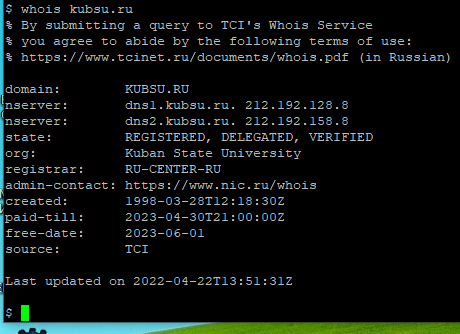 $ whois kubsu.ru
% By submitting a query to TCI's Whois Service
% you agree to abide by the following terms of use:
% https://www.tcinet.ru/documents/whois.pdf (in Russian)

domain:        KUBSU.RU
nserver:       dns1.kubsu.ru. 212.192.128.8
nserver:       dns2.kubsu.ru. 212.192.158.8
state:         REGISTERED, DELEGATED, VERIFIED
org:           Kuban State University
registrar:     RU-CENTER-RU
admin-contact: https://www.nic.ru/whois
created:       1998-03-28T12:18:30Z
paid-till:     2023-04-30T21:00:00Z
free-date:     2023-06-01
source:        TCI

Last updated on 2022-04-22T13:51:31Z

$